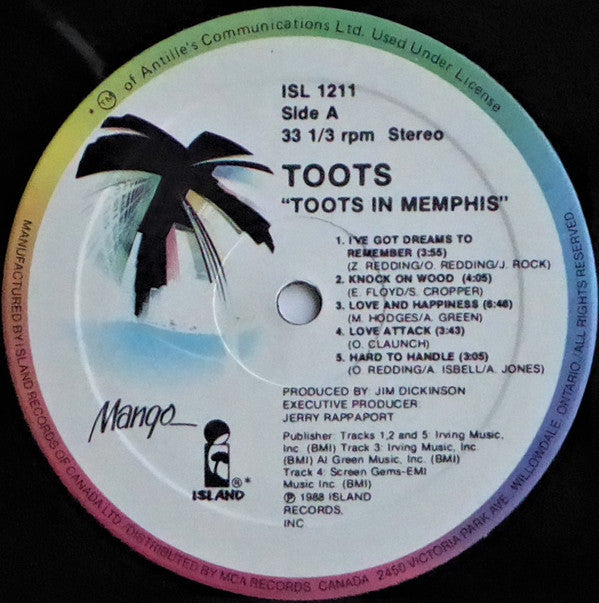 * TM of Antille's Communications Ltd. Used Under License
ISL 1211
Side A
33 1/3 rpm Stereo
TOOTS
"TOOTS IN MEMPHIS"
1. I'VE GOT DREAMS TO
REMEMBER (3:55)
(Z. REDDING/O. REDDING/J. ROCK)
2. KNOCK ON WOOD (4:05)
(E. FLOYD/S. CROPPER)
3. LOVE AND HAPPINESS (6:46)
(M. HODGES/A. GREEN)
4. LOVE ATTACK (3:43)
(O. CLAUNCH)
5. HARD TO HANDLE (3:05)
(O REDDING/A. ISBELL/A. JONES)
PRODUCED BY: JIM DICKINSON
EXECUTIVE PRODUCER:
JERRY RAPPAPORT
Publisher: Tracks 1,2 and 5: Irving Music,
Inc. (BMI) Track 3: Irving Music, Inc.
(BMI) Al Green Music, Inc. (BMI)
Track 4: Screen Gems-EMI
Music Inc (BMI)
℗ 1988 ISLAND
RECORDS,
INC
Mango
®*
ISLAND
MANUFACTURED BY ISLAND RECORDS OF CANADA LTD./DISTRIBUTED BY MCA RECORDS CANADA 2450 VICTORIA PARK AVE. WILLOWDALE, ONTARIO. ALL RIGHTS RESERVED.